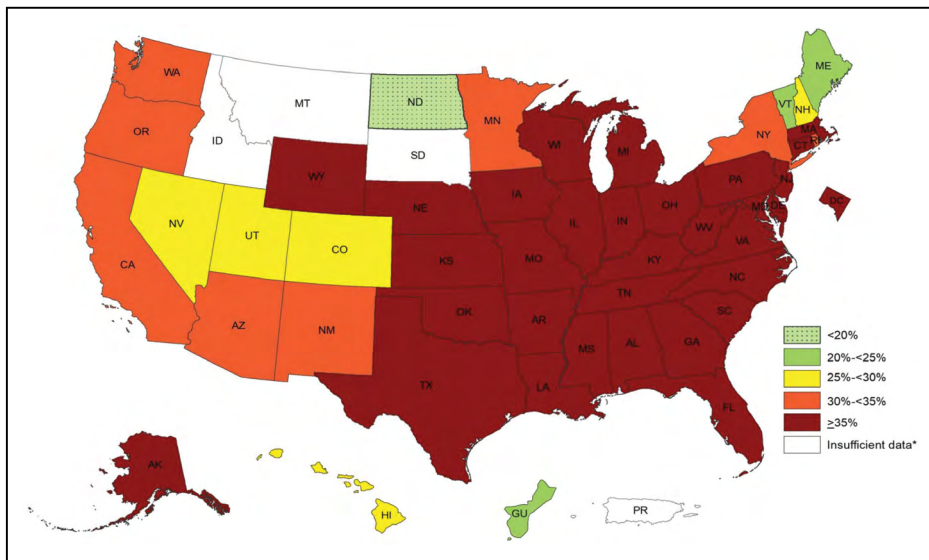 WA
OR
CA
NV
ID
MT
WY
UT
AZ
CO
NM
ND
SD
NE
KS
OK
TX
MN
IA
MO
AR
LA
WI
IL
MI
IN
OH
KY
TN
MS
AL
GA
FL
SC
NC
VA
WV
PA
NY
VT
NH
ME
MA
RI
CT
NJ
DE
MD
DC
AK
HI
GU
PR
<20%
20%-<25%
25%-<30%
30%-<35%
≥35%
Insufficient data*